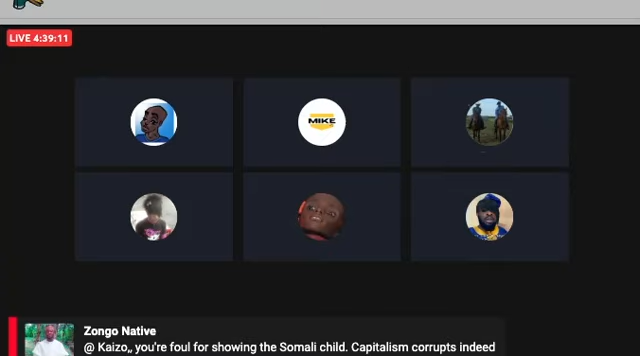 LIVE 4:39:11
MIKE
Zongo Native
@ Kaizo,, you're foul for showing the Somali child. Capitalism corrupts indeed